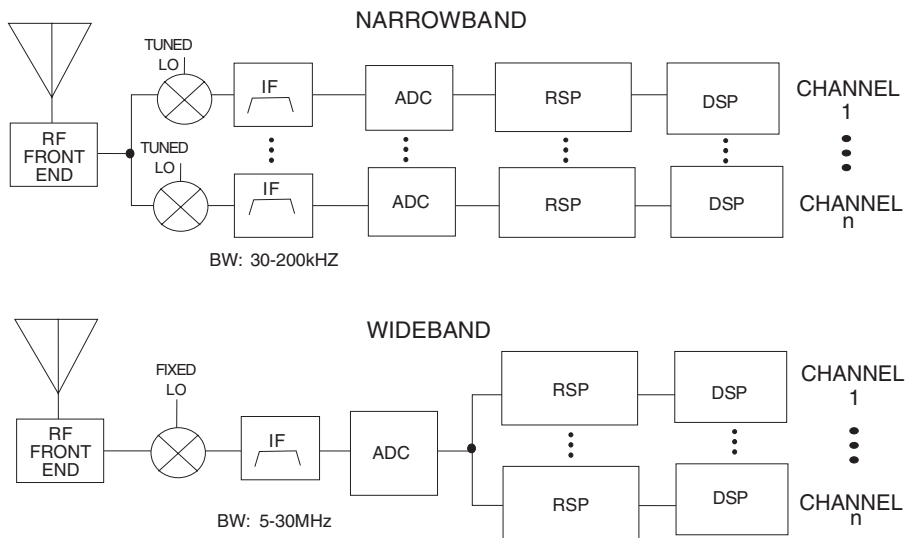 NARROWBAND
TUNED
LO
IF
ADC
RSP
DSP
CHANNEL
1
RF
FRONT
END
TUNED
LO
IF
ADC
RSP
DSP
CHANNEL
n
BW: 30-200kHZ
WIDEBAND
FIXED
LO
RF
FRONT
END
IF
ADC
RSP
DSP
CHANNEL
1
RSP
DSP
CHANNEL
n
BW: 5-30MHz